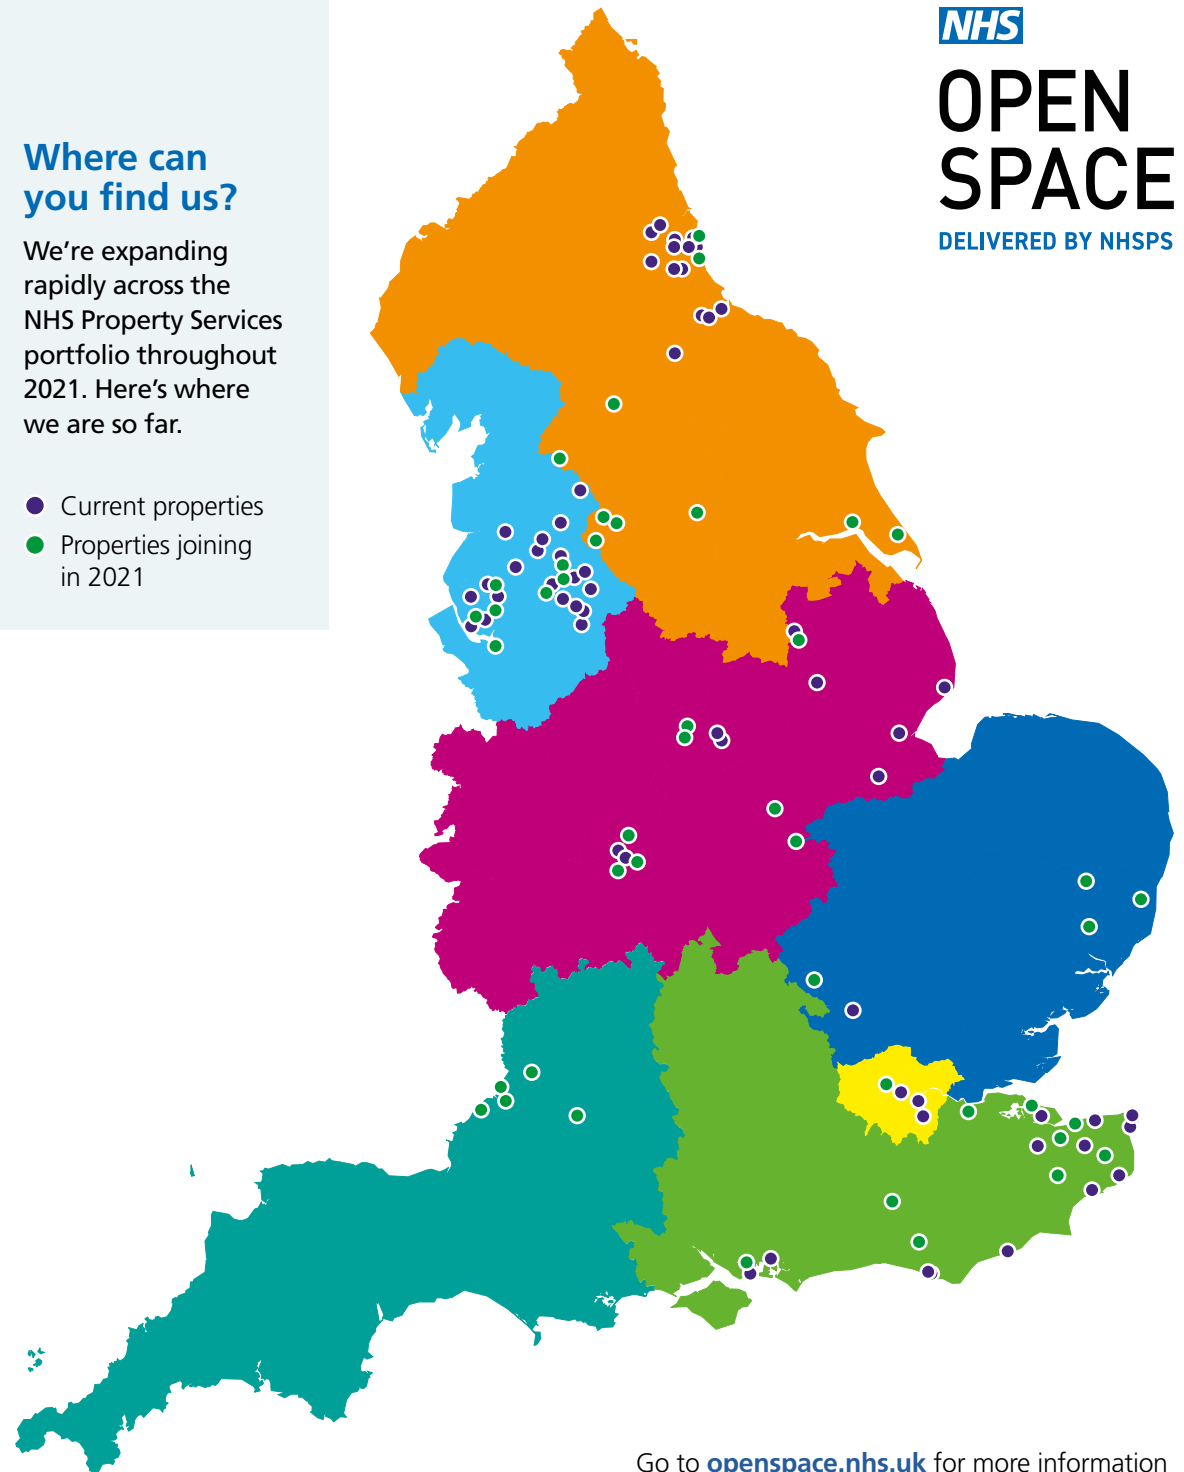 NHS
OPEN
SPACE
DELIVERED BY NHSPS
Where can
you find us?
We’re expanding
rapidly across the
NHS Property Services
portfolio throughout
2021. Here’s where
we are so far.
Current properties
Properties joining
in 2021
Go to openspace.nhs.uk for more information